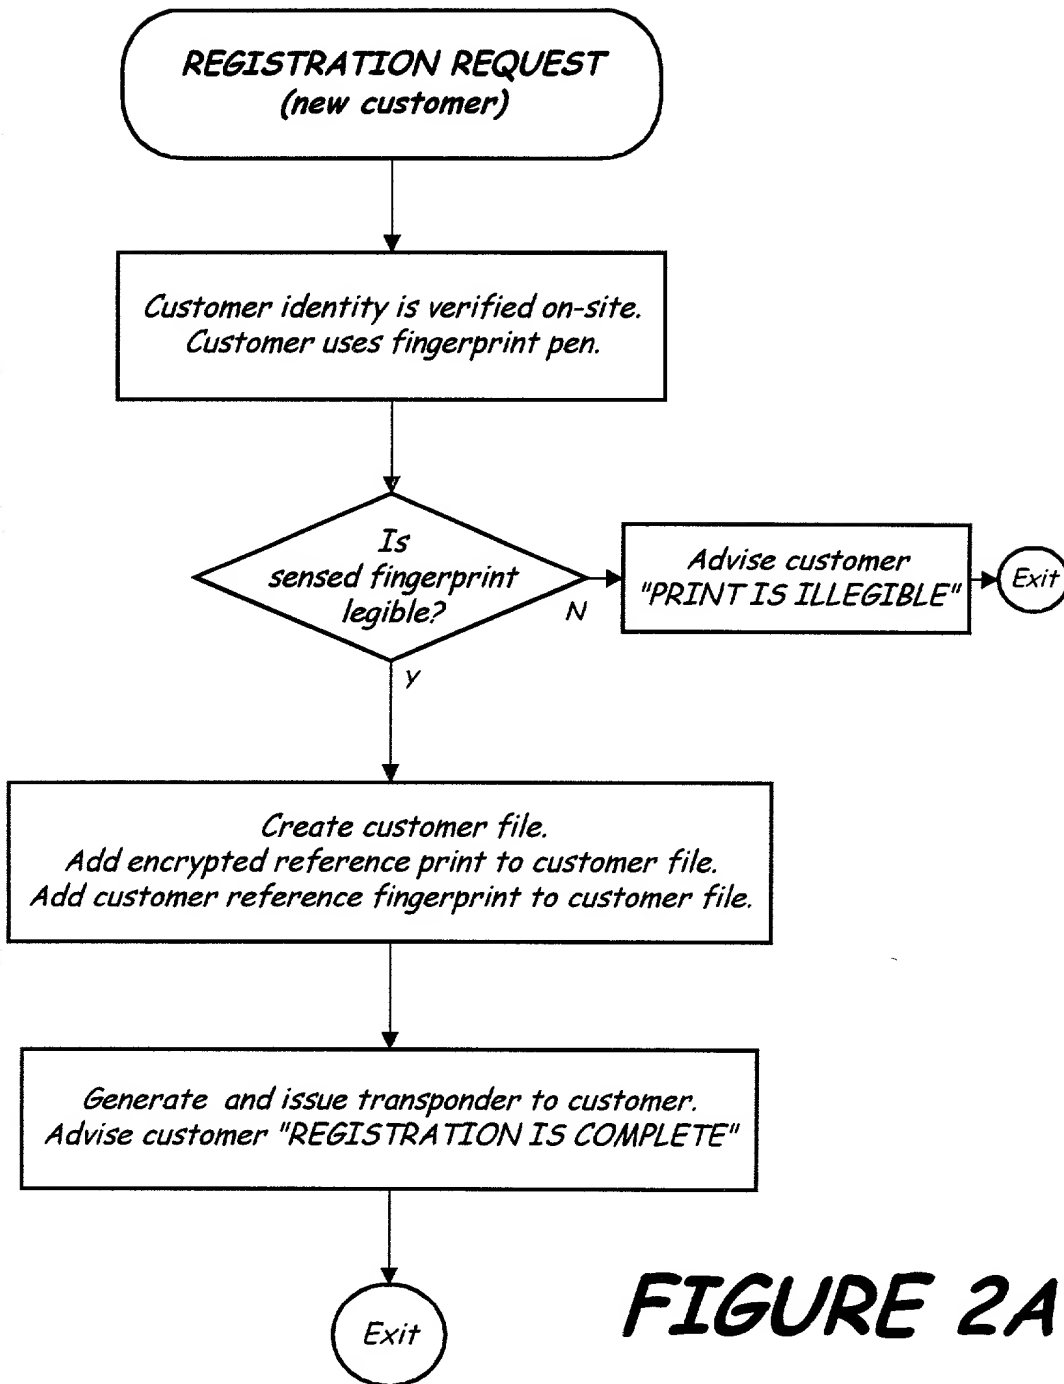 REGISTRATION REQUEST
(new customer)
Customer identity is verified on-site.
Customer uses fingerprint pen.
Is
sensed fingerprint
legible?
N
Advise customer
"PRINT IS ILLEGIBLE"
Exit
Y
Create customer file.
Add encrypted reference print to customer file.
Add customer reference fingerprint to customer file.
Generate and issue transponder to customer.
Advise customer "REGISTRATION IS COMPLETE"
Exit
FIGURE 2A